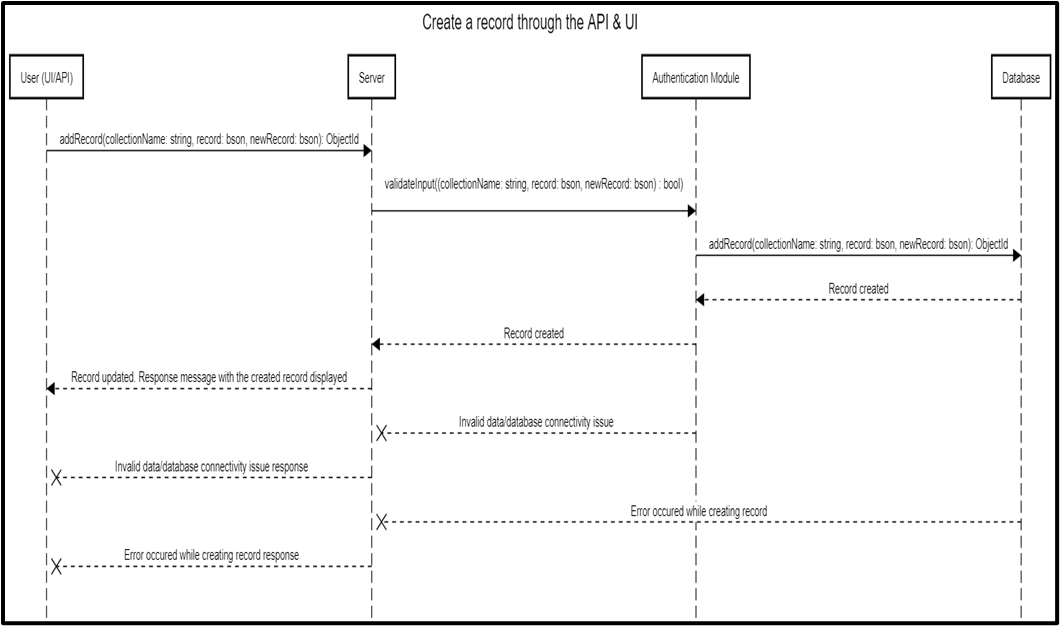 Create a record through the API & UI
User (UI/API)
Server
Authentication Module
Database
addRecord(collectionName: string, record: bson, newRecord: bson): ObjectId
validateInput((collectionName: string, record: bson, newRecord: bson) : bool)
addRecord(collectionName: string, record: bson, newRecord: bson): ObjectId
Record created
Record created
Record updated. Response message with the created record displayed
Invalid data/database connectivity issue
Invalid data/database connectivity issue response
Error occured while creating record
Error occured while creating record response